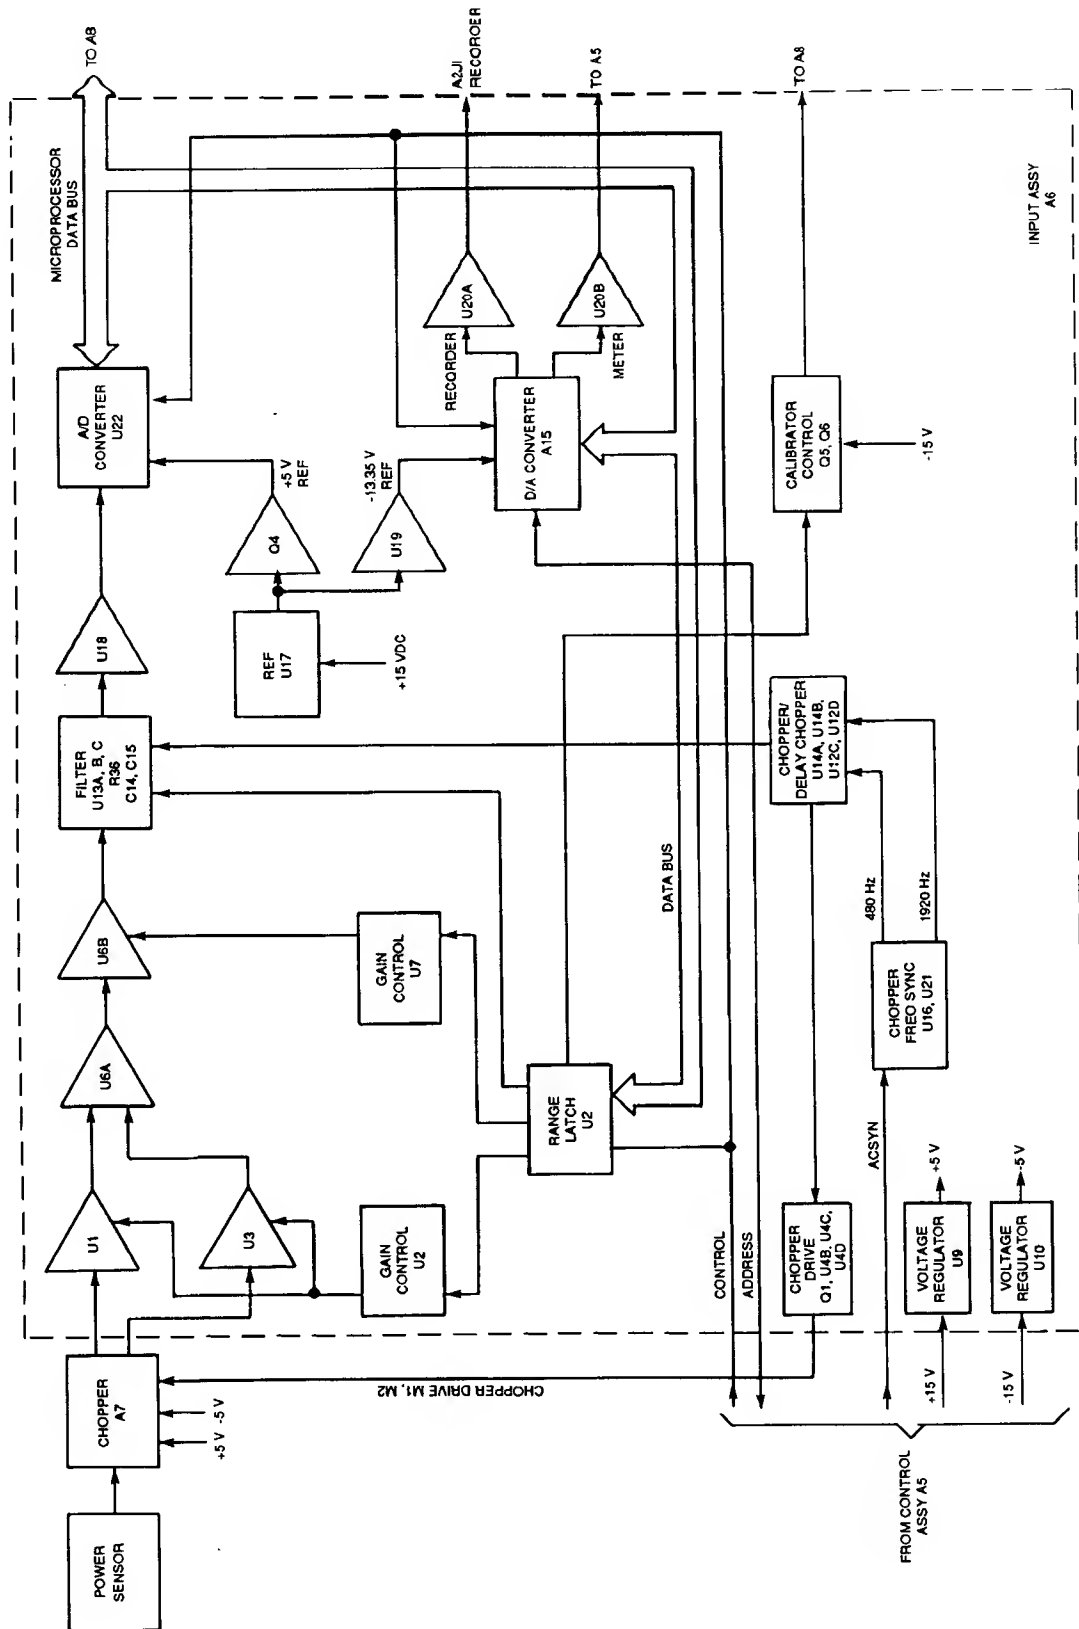 POWER
SENSOR
CHOPPER
A7
+5 V
-5 V
CHOPPER DRIVE M1, M2
U1
U3
U6A
U6B
GAIN
CONTROL
U2
GAIN
CONTROL
U7
FILTER
U13A, B, C
R36
C14, C15
U18
A/D
CONVERTER
U22
MICROPROCESSOR
DATA BUS
TO A8
REF
U17
+15 VDC
Q4
+5 V
REF
U19
-13.35 V
REF
D/A CONVERTER
A15
RECORDER
METER
U20A
U20B
A2J1
RECORDER
TO A5
RANGE
LATCH
U2
DATA BUS
CONTROL
ADDRESS
CHOPPER
DRIVE
Q1, U4B, U4C,
U4D
CHOPPER/
DELAY CHOPPER
U14A, U14B,
U12C, U12D
CALIBRATOR
CONTROL
Q5, Q6
-15 V
TO A8
480 Hz
1920 Hz
CHOPPER
FREQ SYNC
U16, U21
ACSYN
VOLTAGE
REGULATOR
U9
+15 V
+5 V
VOLTAGE
REGULATOR
U10
-15 V
-5 V
FROM CONTROL
ASSY A5
INPUT ASSY
A6